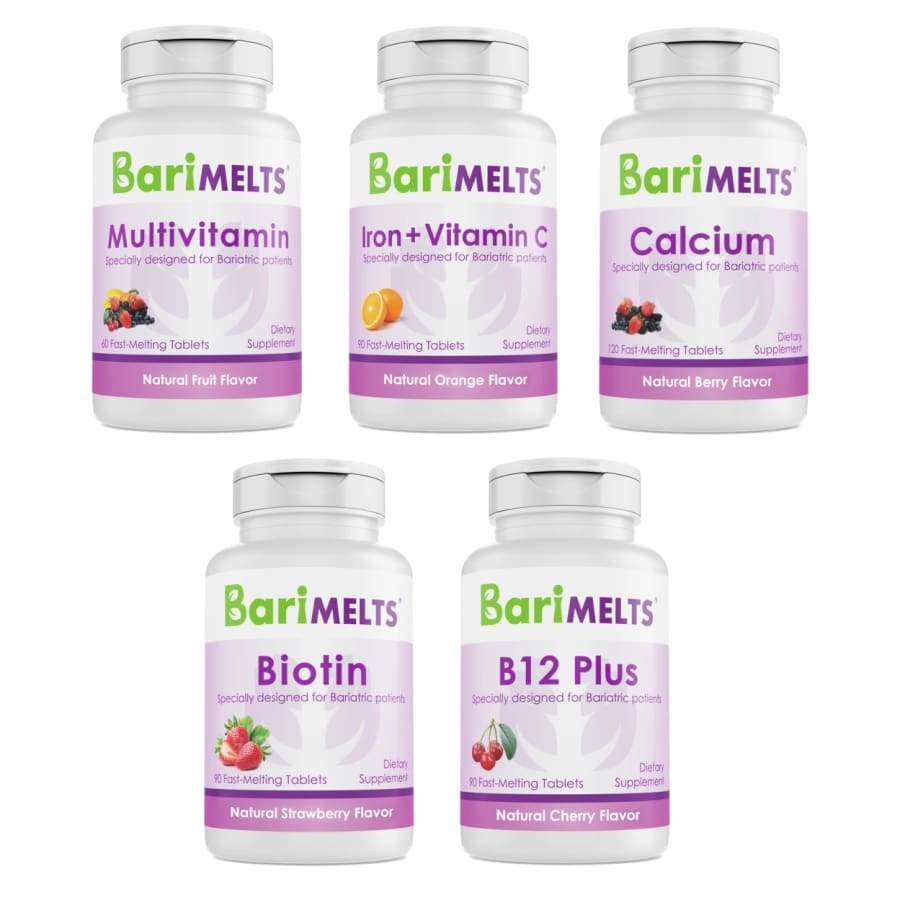 BariMELTS®
Multivitamin
Specially designed for Bariatric patients
60 Fast-Melting Tablets
Dietary
Supplement
Natural Fruit Flavor
BariMELTS®
Iron + Vitamin C
Specially designed for Bariatric patients
90 Fast-Melting Tablets
Dietary
Supplement
Natural Orange Flavor
BariMELTS®
Calcium
Specially designed for Bariatric patients
120 Fast-Melting Tablets
Dietary
Supplement
Natural Berry Flavor
BariMELTS®
Biotin
Specially designed for Bariatric patients
90 Fast-Melting Tablets
Dietary
Supplement
Natural Strawberry Flavor
BariMELTS®
B12 Plus
Specially designed for Bariatric patients
90 Fast-Melting Tablets
Dietary
Supplement
Natural Cherry Flavor